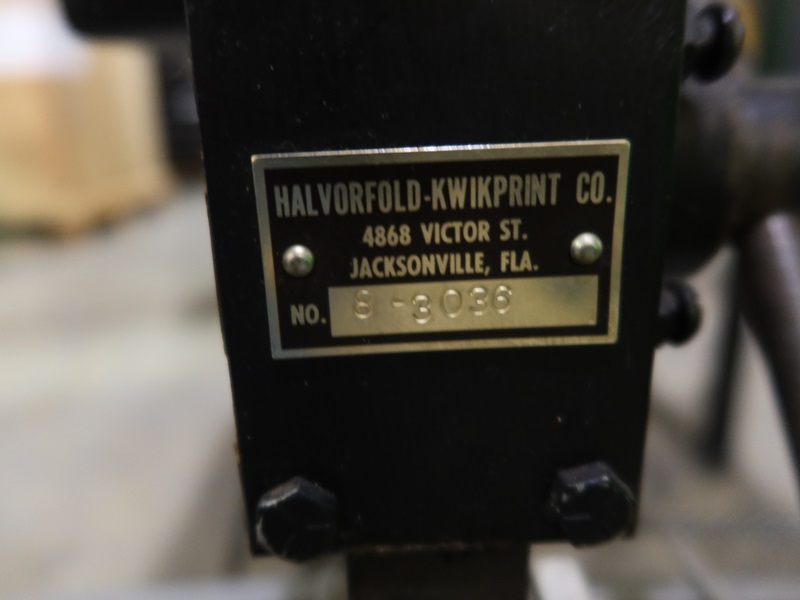 HALVORFOLD-KWIKPRINT CO.
4868 VICTOR ST.
JACKSONVILLE, FLA.
NO. 8-3036